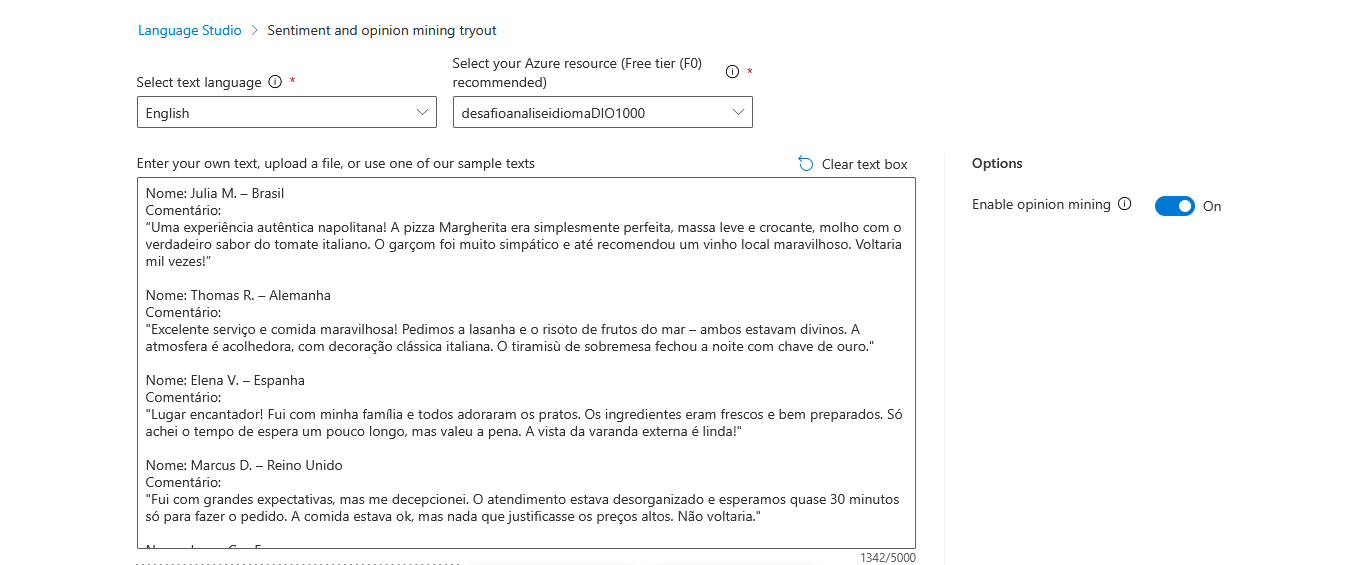 Language Studio > Sentiment and opinion mining tryout
Select your Azure resource (Free tier (F0)
Select text language * recommended) *
English desafioanaliseidiomaDIO1000
Enter your own text, upload a file, or use one of our sample texts Clear text box Options
Enable opinion mining On
Nome: Julia M. – Brasil
Comentário:
“Uma experiência autêntica napolitana! A pizza Margherita era simplesmente perfeita, massa leve e crocante, molho com o
verdadeiro sabor do tomate italiano. O garçom foi muito simpático e até recomendou um vinho local maravilhoso. Voltaria
mil vezes!”
Nome: Thomas R. – Alemanha
Comentário:
"Excelente serviço e comida maravilhosa! Pedimos a lasanha e o risoto de frutos do mar – ambos estavam divinos. A
atmosfera é acolhedora, com decoração clássica italiana. O tiramisù de sobremesa fechou a noite com chave de ouro."
Nome: Elena V. – Espanha
Comentário:
"Lugar encantador! Fui com minha família e todos adoraram os pratos. Os ingredientes eram frescos e bem preparados. Só
achei o tempo de espera um pouco longo, mas valeu a pena. A vista da varanda externa é linda!"
Nome: Marcus D. – Reino Unido
Comentário:
"Fui com grandes expectativas, mas me decepcionei. O atendimento estava desorganizado e esperamos quase 30 minutos
só para fazer o pedido. A comida estava ok, mas nada que justificasse os preços altos. Não voltaria."
1342/5000